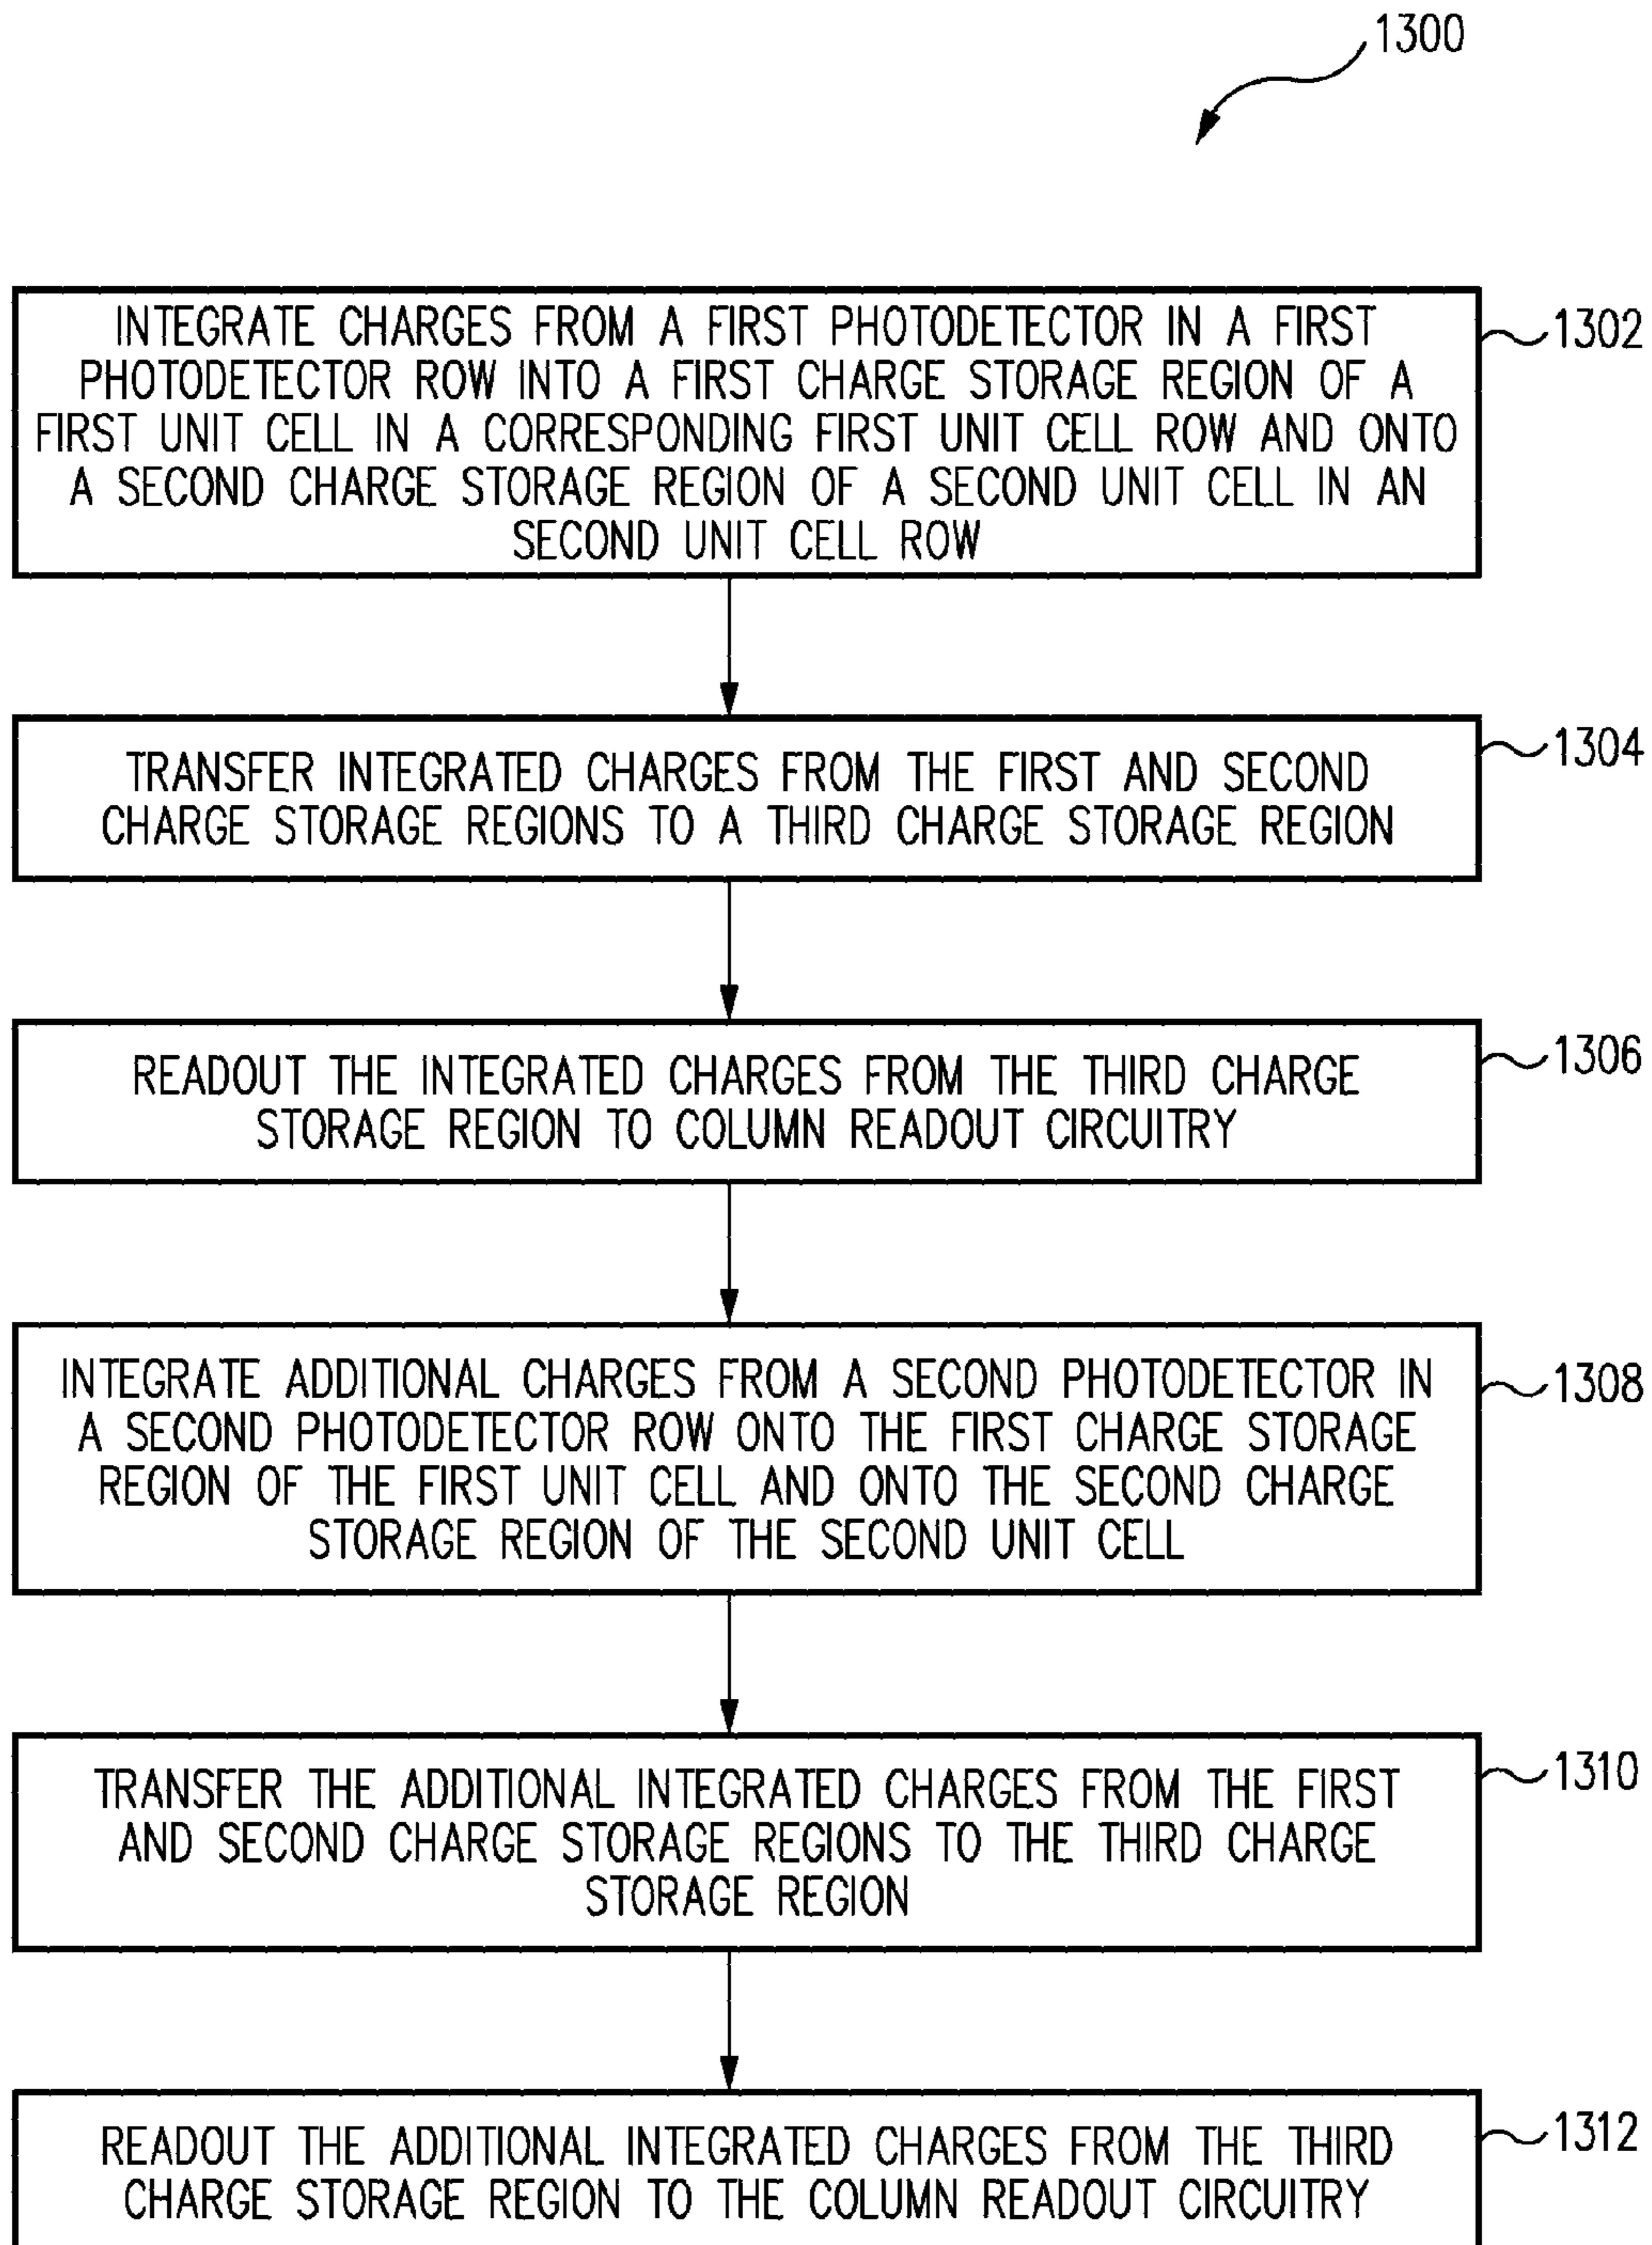 1300
INTEGRATE CHARGES FROM A FIRST PHOTODETECTOR IN A FIRST
PHOTODETECTOR ROW INTO A FIRST CHARGE STORAGE REGION OF A
FIRST UNIT CELL IN A CORRESPONDING FIRST UNIT CELL ROW AND ONTO
A SECOND CHARGE STORAGE REGION OF A SECOND UNIT CELL IN AN
SECOND UNIT CELL ROW
1302
TRANSFER INTEGRATED CHARGES FROM THE FIRST AND SECOND
CHARGE STORAGE REGIONS TO A THIRD CHARGE STORAGE REGION
1304
READOUT THE INTEGRATED CHARGES FROM THE THIRD CHARGE
STORAGE REGION TO COLUMN READOUT CIRCUITRY
1306
INTEGRATE ADDITIONAL CHARGES FROM A SECOND PHOTODETECTOR IN
A SECOND PHOTODETECTOR ROW ONTO THE FIRST CHARGE STORAGE
REGION OF THE FIRST UNIT CELL AND ONTO THE SECOND CHARGE
STORAGE REGION OF THE SECOND UNIT CELL
1308
TRANSFER THE ADDITIONAL INTEGRATED CHARGES FROM THE FIRST
AND SECOND CHARGE STORAGE REGIONS TO THE THIRD CHARGE
STORAGE REGION
1310
READOUT THE ADDITIONAL INTEGRATED CHARGES FROM THE THIRD
CHARGE STORAGE REGION TO THE COLUMN READOUT CIRCUITRY
1312